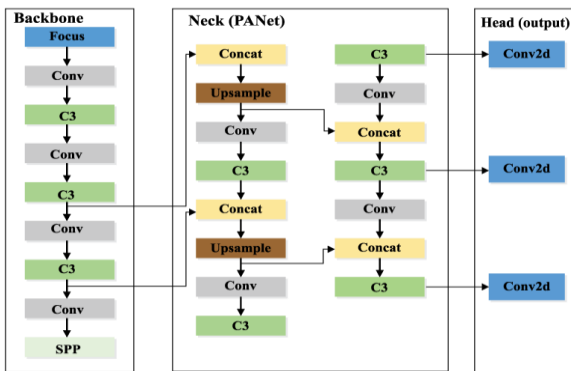 Backbone
Focus
Conv
C3
Conv
C3
Conv
C3
Conv
SPP
Neck (PANet)
Concat
Upsample
Conv
C3
Concat
Upsample
Conv
C3
C3
Conv
Concat
C3
Conv
Concat
C3
Head (output)
Conv2d
Conv2d
Conv2d